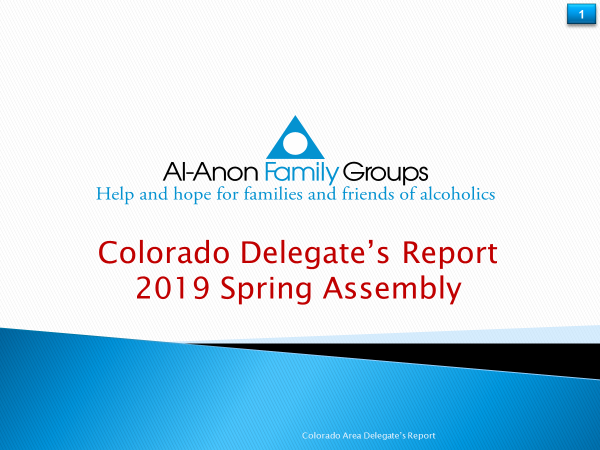 1
Al-Anon Family Groups
Help and hope for families and friends of alcoholics
Colorado Delegate's Report
2019 Spring Assembly
Colorado Area Delegate's Report